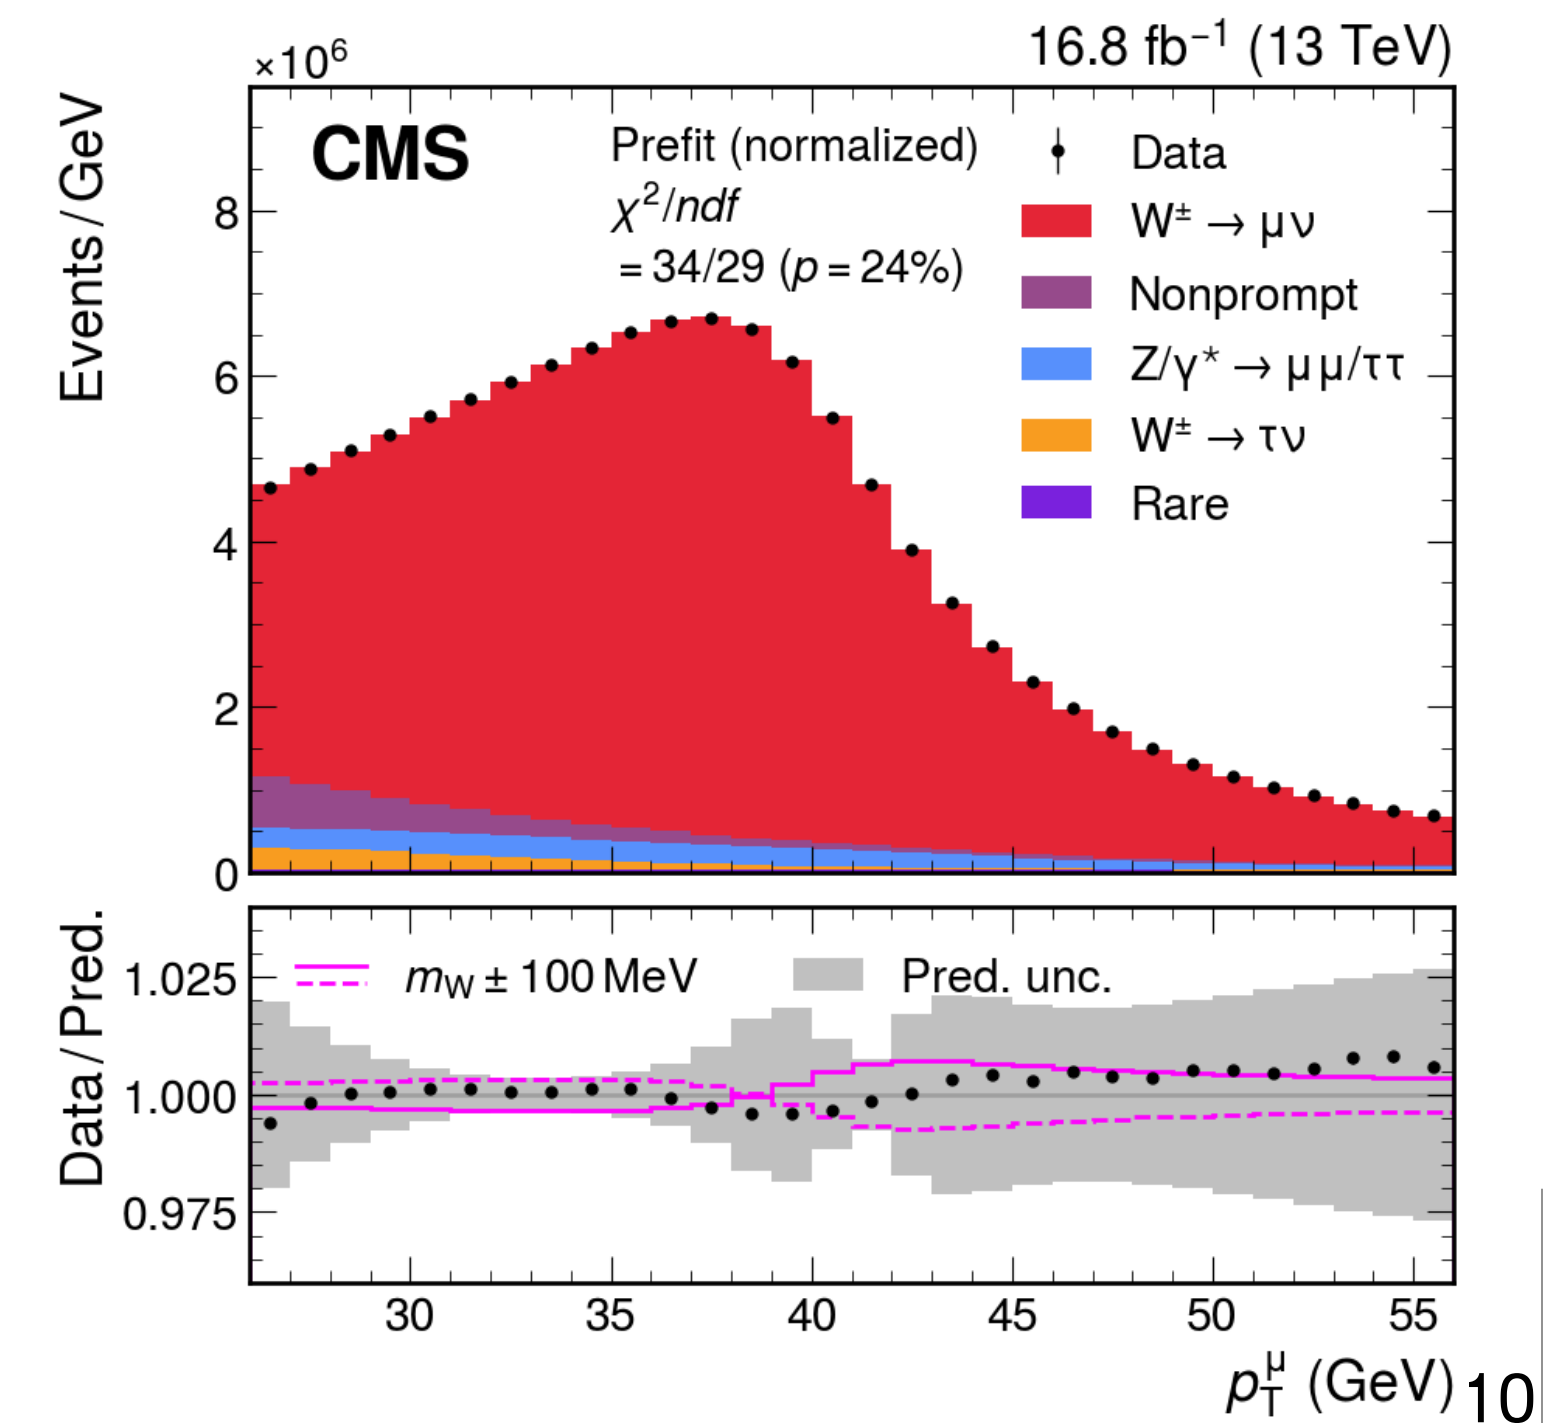 16.8 fb⁻¹ (13 TeV)
×10⁶
Events / GeV
CMS
Prefit (normalized)
χ²/ndf
= 34/29 (p = 24%)
Data
W± → μν
Nonprompt
Z/γ* → μμ/ττ
W± → τν
Rare
8
6
4
2
0
Data / Pred.
m_W ± 100 MeV
Pred. unc.
1.025
1.000
0.975
30 35 40 45 50 55
p_T^μ (GeV)
10